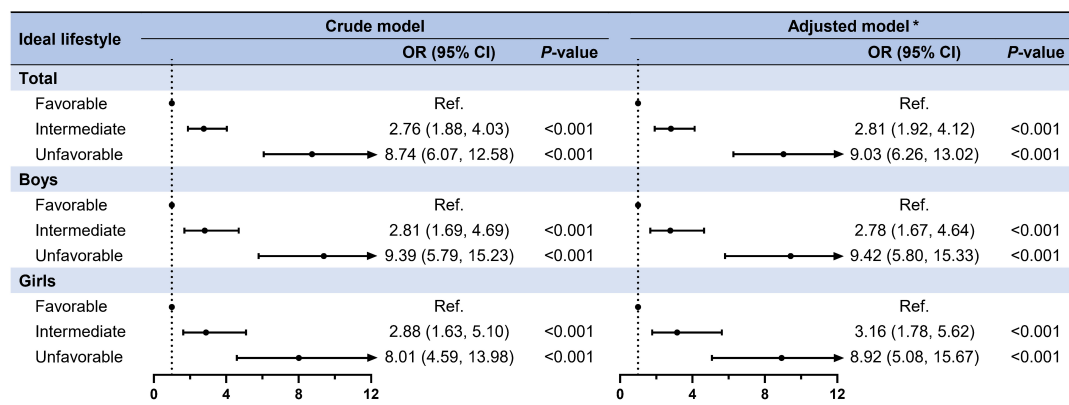 Ideal lifestyle Crude model Adjusted model *
OR (95% CI) P-value OR (95% CI) P-value
Total
Favorable Ref. Ref.
Intermediate 2.76 (1.88, 4.03) <0.001 2.81 (1.92, 4.12) <0.001
Unfavorable 8.74 (6.07, 12.58) <0.001 9.03 (6.26, 13.02) <0.001
Boys
Favorable Ref. Ref.
Intermediate 2.81 (1.69, 4.69) <0.001 2.78 (1.67, 4.64) <0.001
Unfavorable 9.39 (5.79, 15.23) <0.001 9.42 (5.80, 15.33) <0.001
Girls
Favorable Ref. Ref.
Intermediate 2.88 (1.63, 5.10) <0.001 3.16 (1.78, 5.62) <0.001
Unfavorable 8.01 (4.59, 13.98) <0.001 8.92 (5.08, 15.67) <0.001
0 4 8 12 0 4 8 12